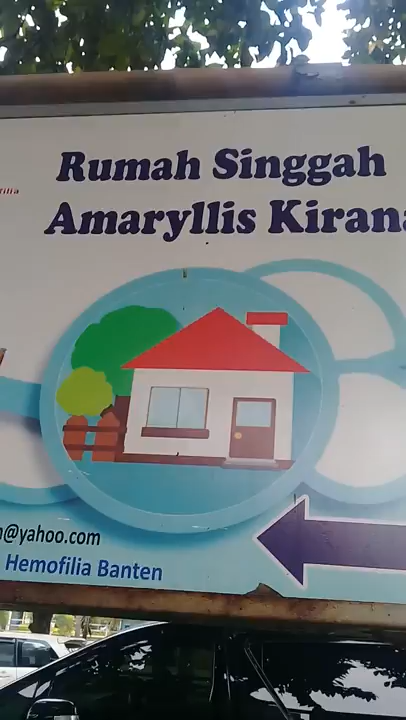 Rumah Singgah
Amaryllis Kirana
@yahoo.com
Hemofilia Banten